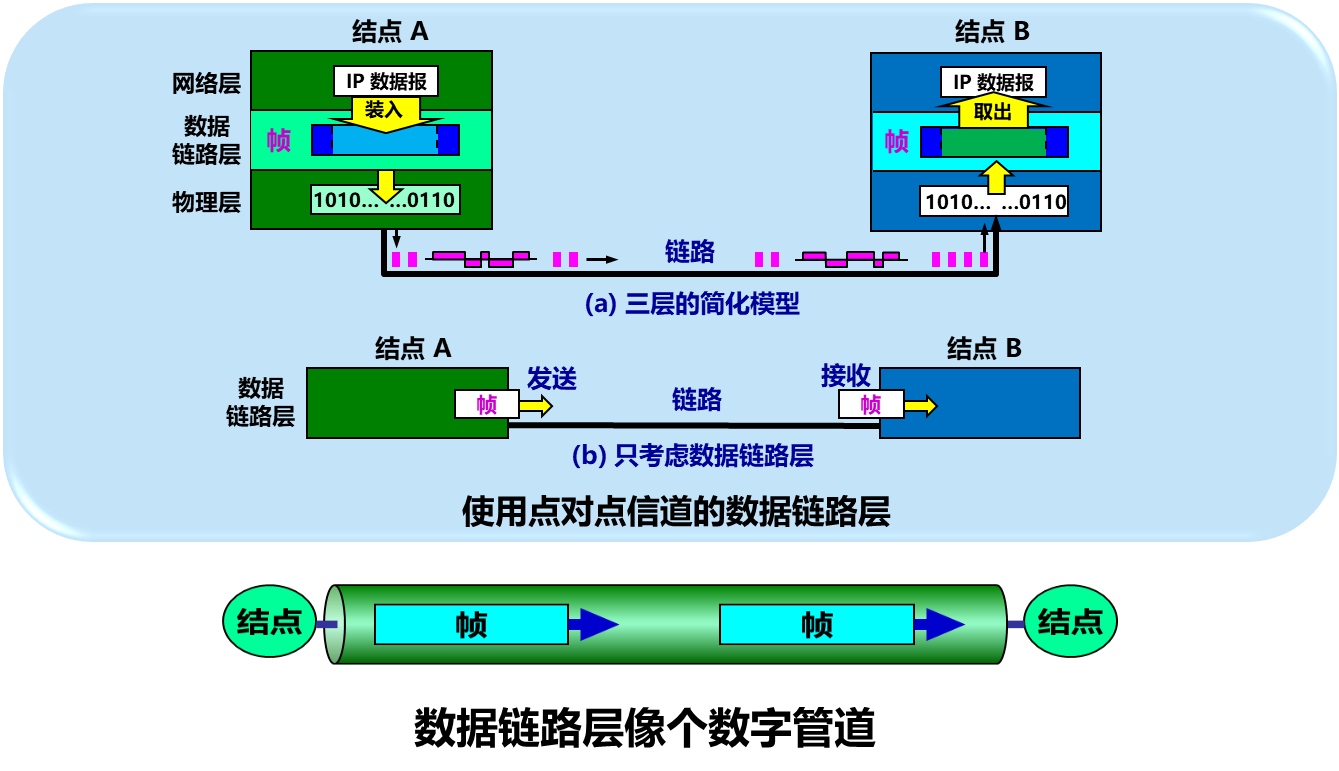 结点 A
结点 B
网络层
IP 数据报
IP 数据报
装入
取出
数据
链路层
帧
帧
物理层
1010... ...0110
1010... ...0110
链路
(a) 三层的简化模型
结点 A
结点 B
数据
链路层
发送
接收
帧
链路
帧
(b) 只考虑数据链路层
使用点对点信道的数据链路层
结点
帧
帧
结点
数据链路层像个数字管道